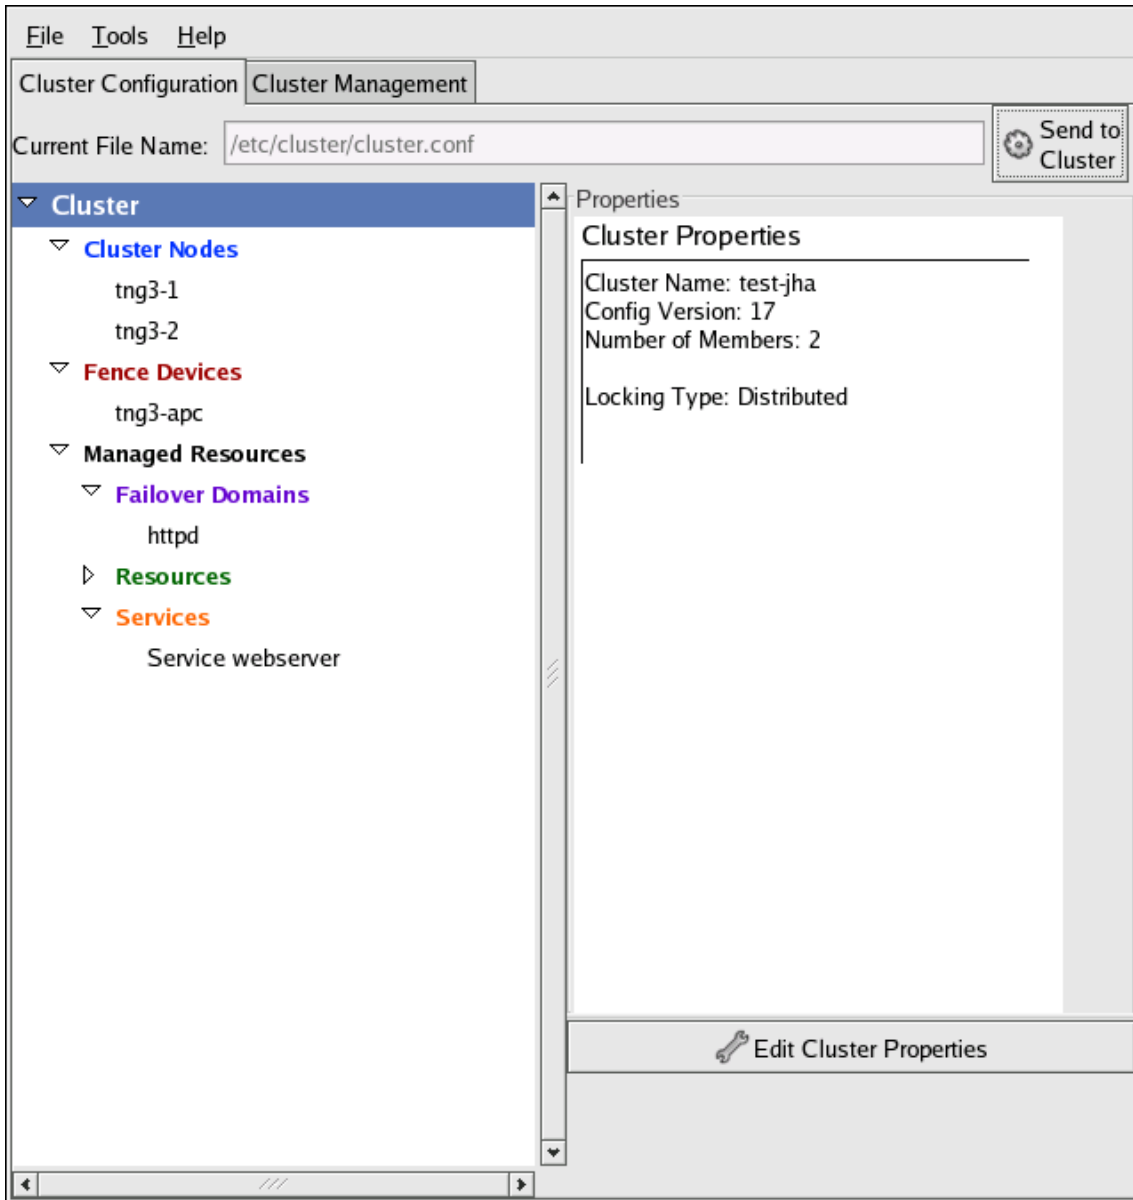 File Tools Help
Cluster Configuration Cluster Management
Current File Name: /etc/cluster/cluster.conf
Send to
Cluster
Cluster
Cluster Nodes
tng3-1
tng3-2
Fence Devices
tng3-apc
Managed Resources
Failover Domains
httpd
Resources
Services
Service webserver
Properties
Cluster Properties
Cluster Name: test-jha
Config Version: 17
Number of Members: 2
Locking Type: Distributed
Edit Cluster Properties